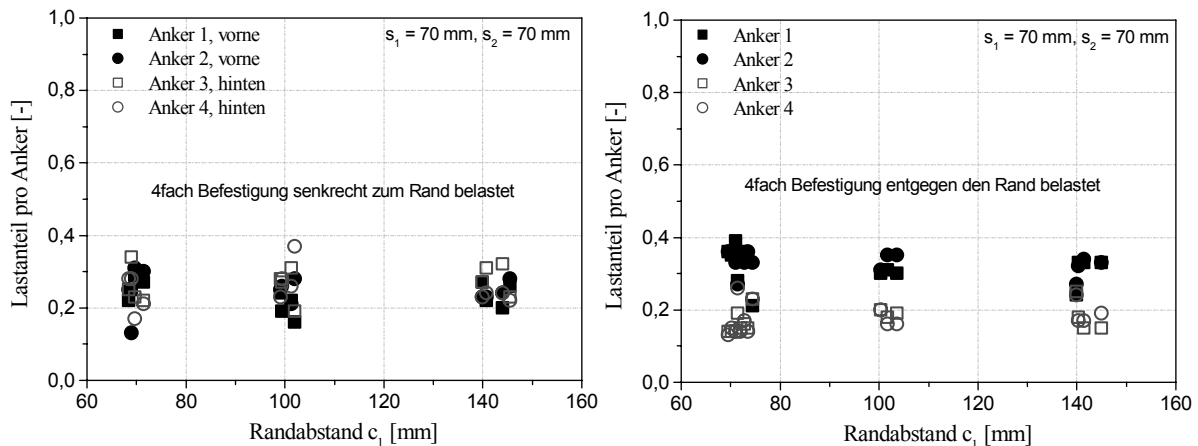 1,0
0,8
0,6
0,4
0,2
0,0
Lastanteil pro Anker [-]
Anker 1, vorne
Anker 2, vorne
Anker 3, hinten
Anker 4, hinten
s1 = 70 mm, s2 = 70 mm
4fach Befestigung senkrecht zum Rand belastet
60 80 100 120 140 160
Randabstand c1 [mm]
1,0
0,8
0,6
0,4
0,2
0,0
Lastanteil pro Anker [-]
Anker 1
Anker 2
Anker 3
Anker 4
s1 = 70 mm, s2 = 70 mm
4fach Befestigung entgegen den Rand belastet
60 80 100 120 140 160
Randabstand c1 [mm]